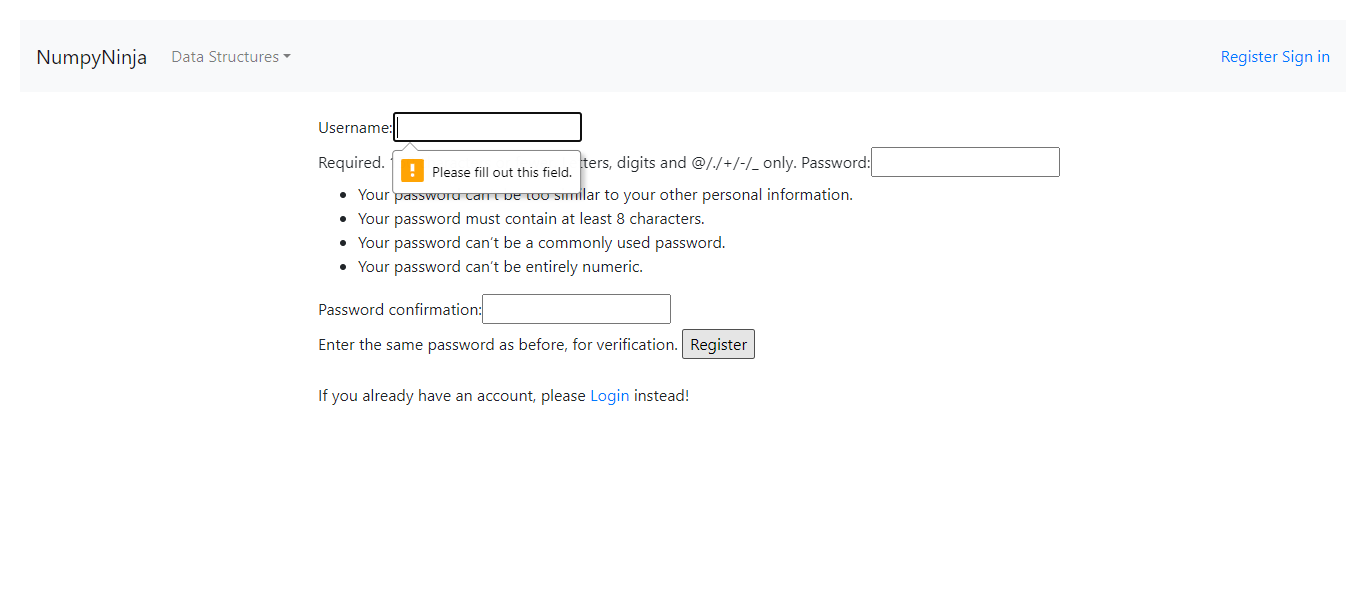 NumpyNinja Data Structures Register Sign in
Username:
Please fill out this field.
Required. digits and @/./+/-/_ only. Password:
Your password can't be too similar to your other personal information.
Your password must contain at least 8 characters.
Your password can't be a commonly used password.
Your password can't be entirely numeric.
Password confirmation:
Enter the same password as before, for verification. Register
If you already have an account, please Login instead!